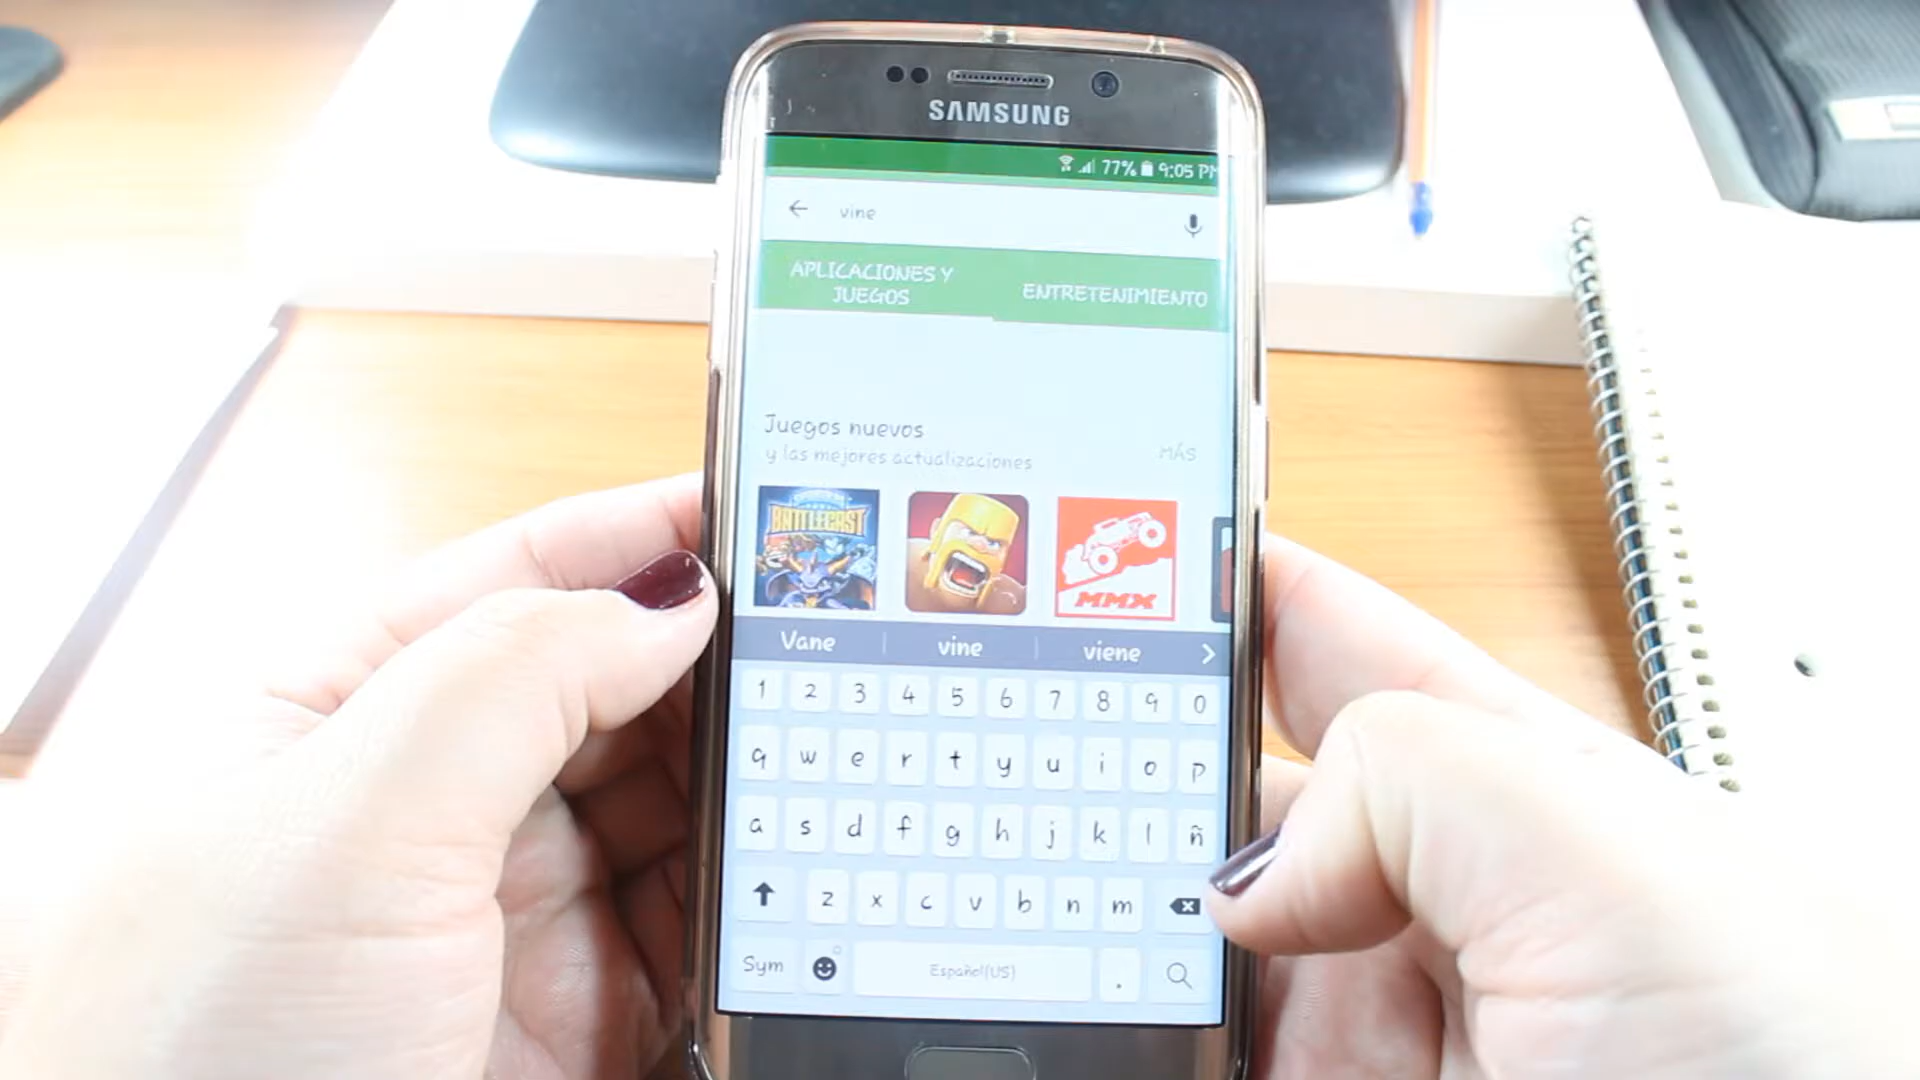 SAMSUNG
77% 9:05 PM
vine
APLICACIONES Y
JUEGOS
ENTRETENIMIENTO
Juegos nuevos
y las mejores actualizaciones
MÁS
BATTLECAST
MMX
Vane vine viene
1 2 3 4 5 6 7 8 9 0
q w e r t y u i o p
a s d f g h j k l ñ
z x c v b n m
Sym Español(US) .